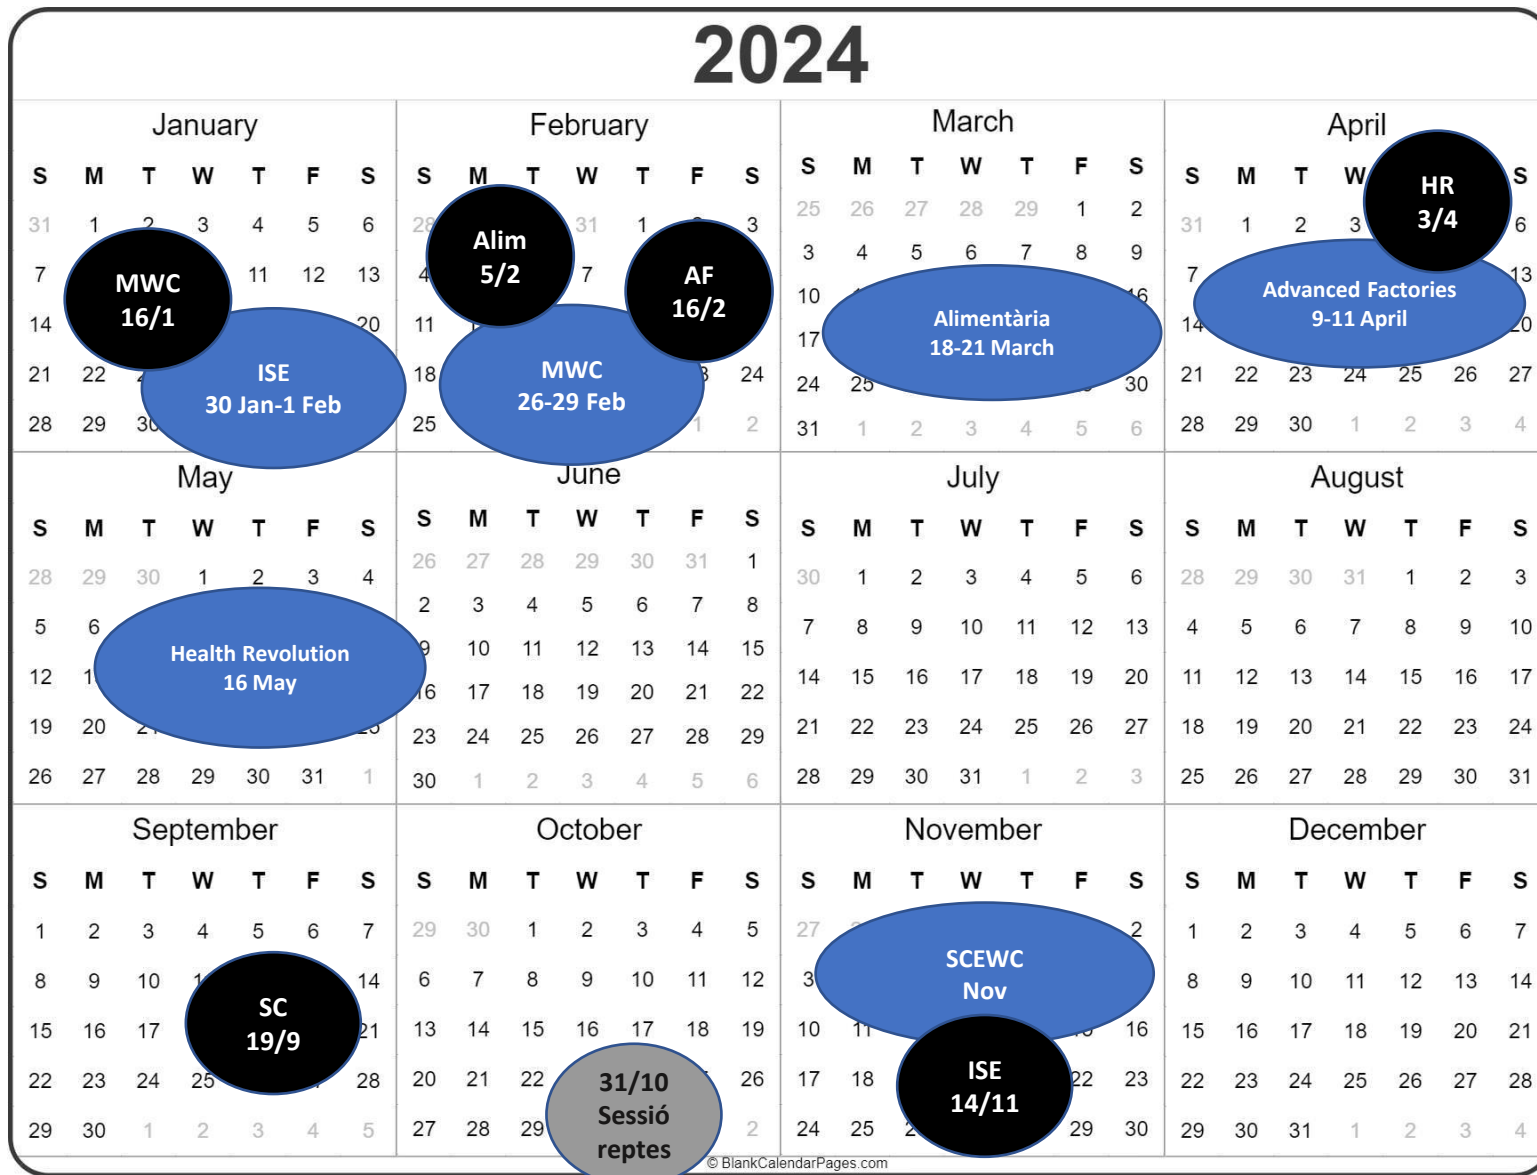 2024
January
S M T W T F S
31 1 2 3 4 5 6
7 11 12 13
14 20
21 22 24
28 29 30
MWC
16/1
ISE
30 Jan-1 Feb
February
S M T W T F S
28 31 1 3
4 7
11
18 24
25 1 2
Alim
5/2
AF
16/2
MWC
26-29 Feb
March
S M T W T F S
25 26 27 28 29 1 2
3 4 5 6 7 8 9
10 16
17
24 25 30
31 1 2 3 4 5 6
Alimentària
18-21 March
April
S M T W S
31 1 2 3 6
7 13
14 20
21 22 23 24 25 26 27
28 29 30 1 2 3 4
HR
3/4
Advanced Factories
9-11 April
May
S M T W T F S
28 29 30 1 2 3 4
5 6
12
19 20 21
26 27 28 29 30 31 1
Health Revolution
16 May
June
S M T W T F S
26 27 28 29 30 31 1
2 3 4 5 6 7 8
9 10 11 12 13 14 15
16 17 18 19 20 21 22
23 24 25 26 27 28 29
30 1 2 3 4 5 6
July
S M T W T F S
30 1 2 3 4 5 6
7 8 9 10 11 12 13
14 15 16 17 18 19 20
21 22 23 24 25 26 27
28 29 30 31 1 2 3
August
S M T W T F S
28 29 30 31 1 2 3
4 5 6 7 8 9 10
11 12 13 14 15 16 17
18 19 20 21 22 23 24
25 26 27 28 29 30 31
September
S M T W T F S
1 2 3 4 5 6 7
8 9 10 14
15 16 17 21
22 23 24 25 28
29 30 1 2 3 4 5
SC
19/9
October
S M T W T F S
29 30 1 2 3 4 5
6 7 8 9 10 11 12
13 14 15 16 17 18 19
20 21 22 26
27 28 29 2
31/10
Sessió
reptes
November
S M T W T F S
27 2
3
10 11 16
17 18 22 23
24 25 29 30
SCEWC
Nov
ISE
14/11
December
S M T W T F S
1 2 3 4 5 6 7
8 9 10 11 12 13 14
15 16 17 18 19 20 21
22 23 24 25 26 27 28
29 30 31 1 2 3 4
© BlankCalendarPages.com